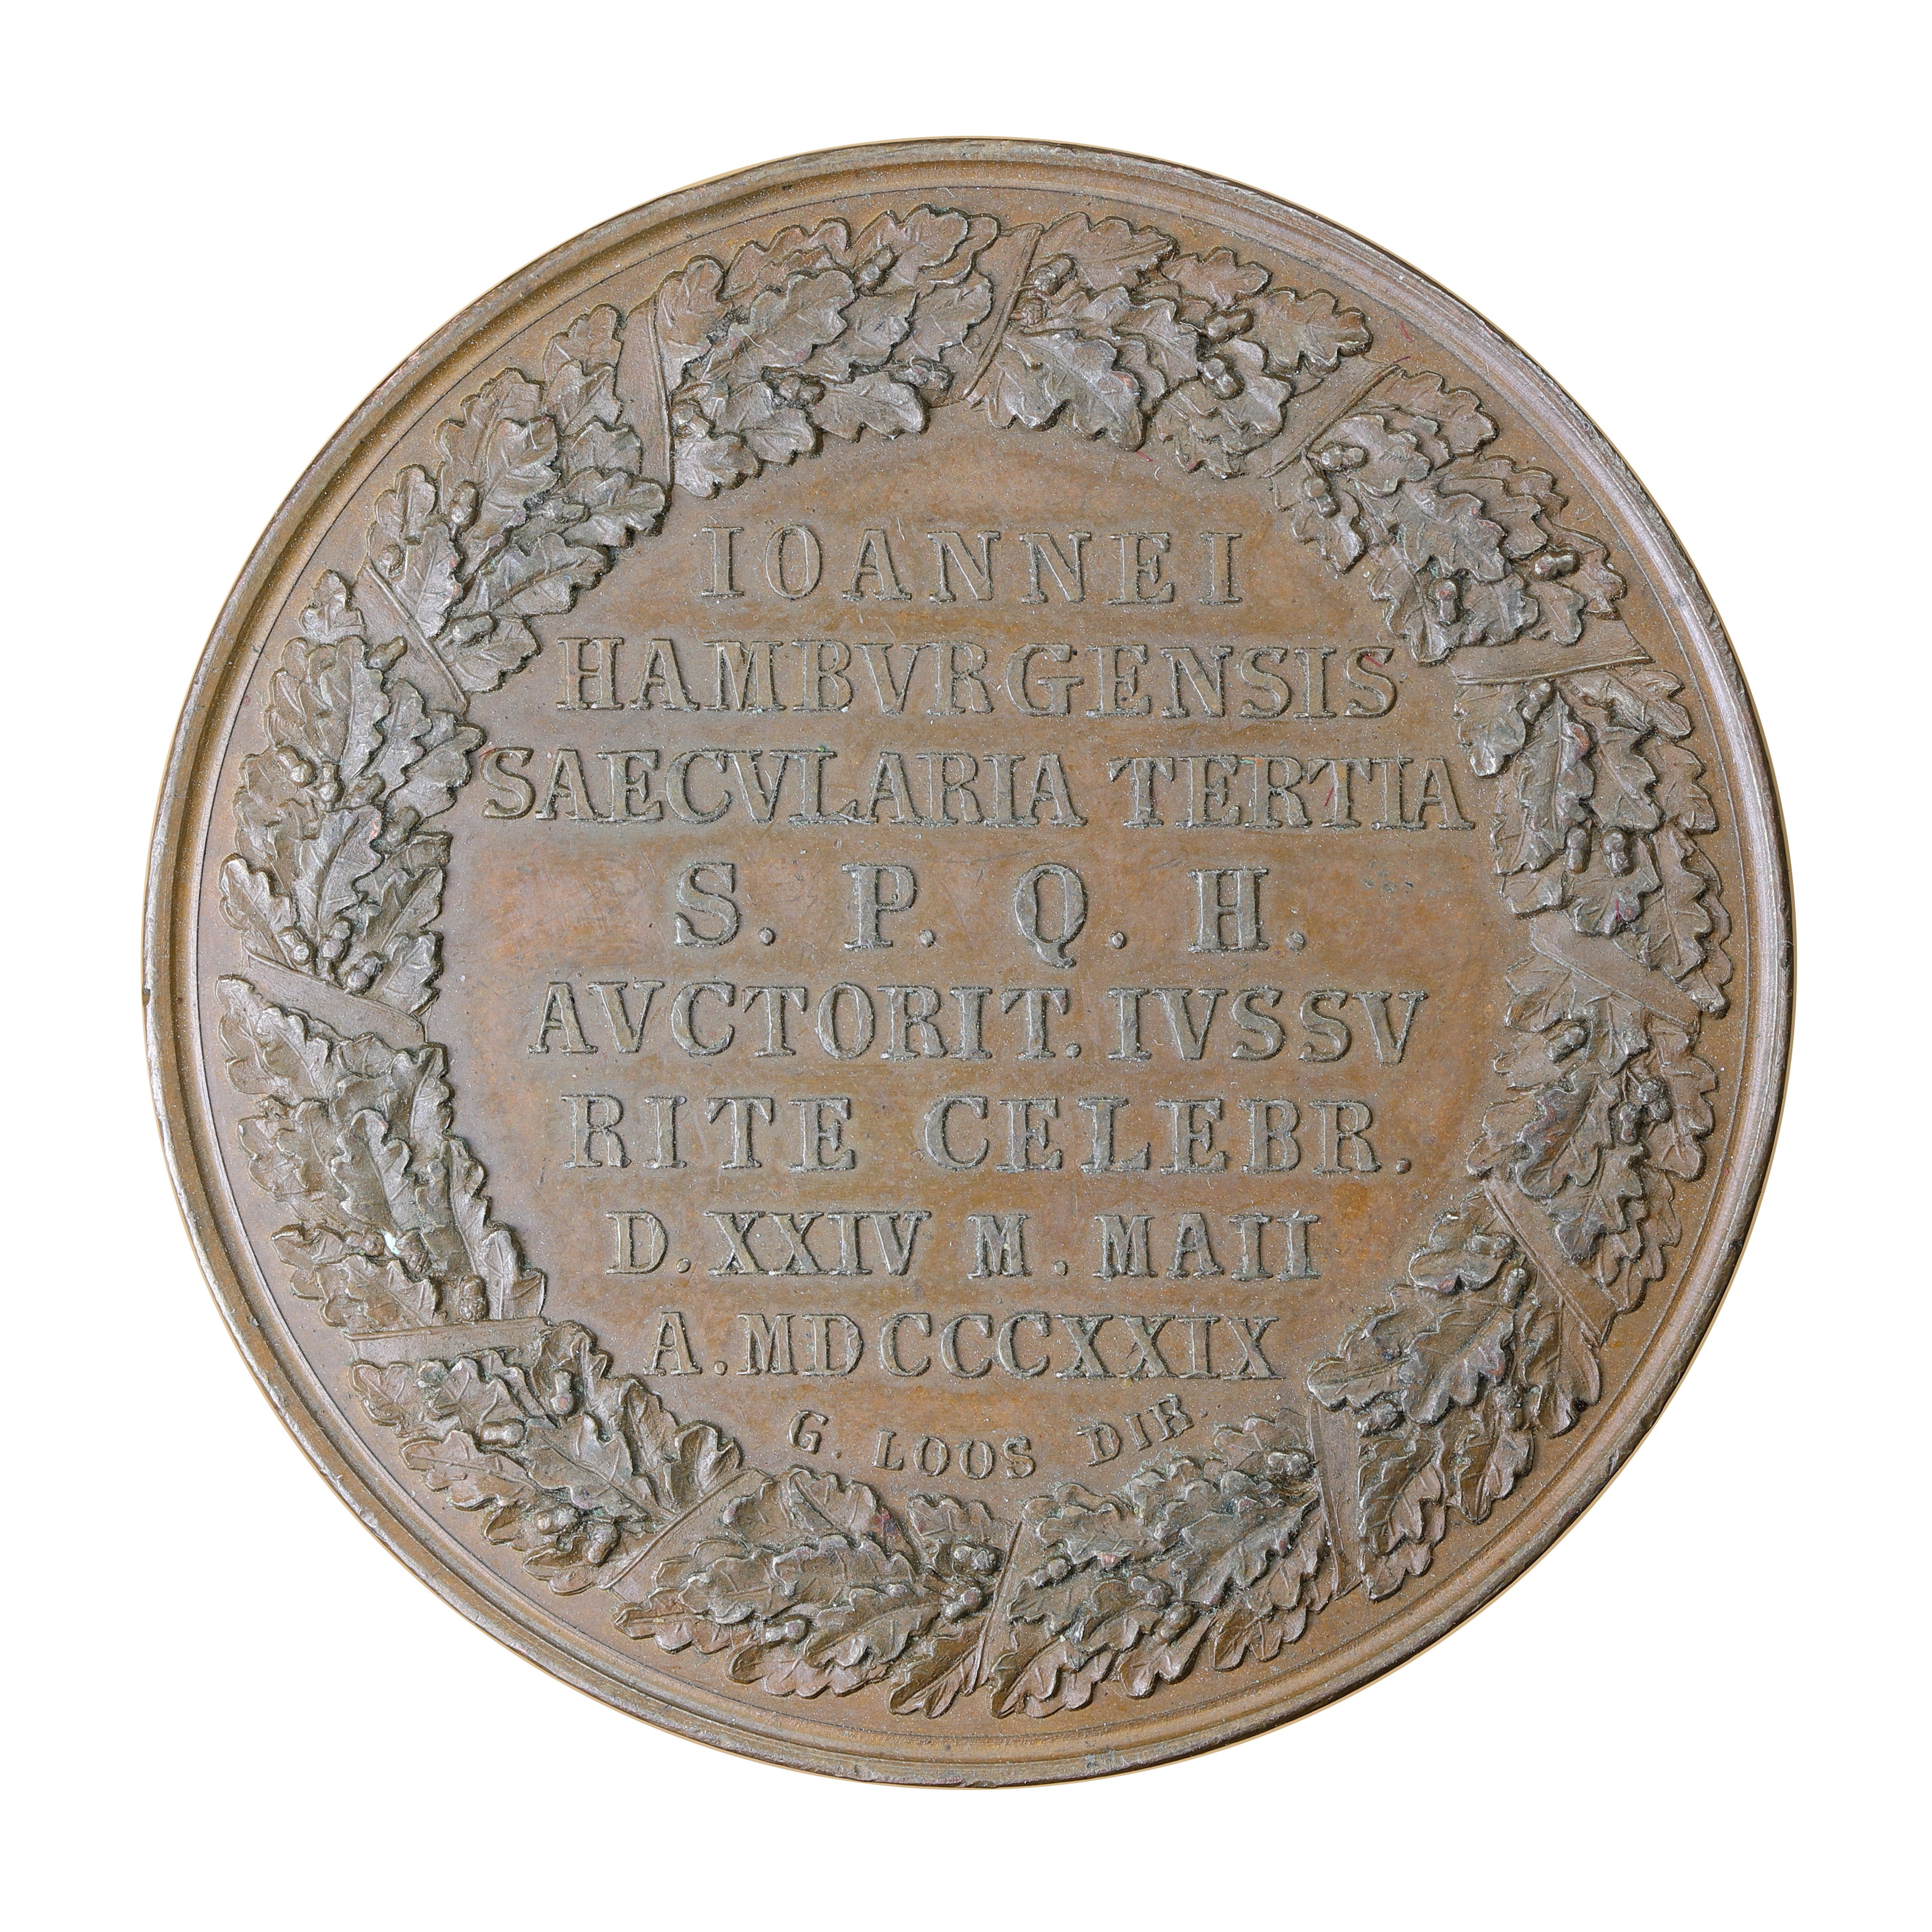 IOANNEI
HAMBVRGENSIS
SAECVLARIA TERTIA
S. P. Q. H.
AVCTORIT. IVSSV
RITE CELEBR.
D. XXIV M. MAII
A. MDCCCXXIX
G. LOOS DIR.